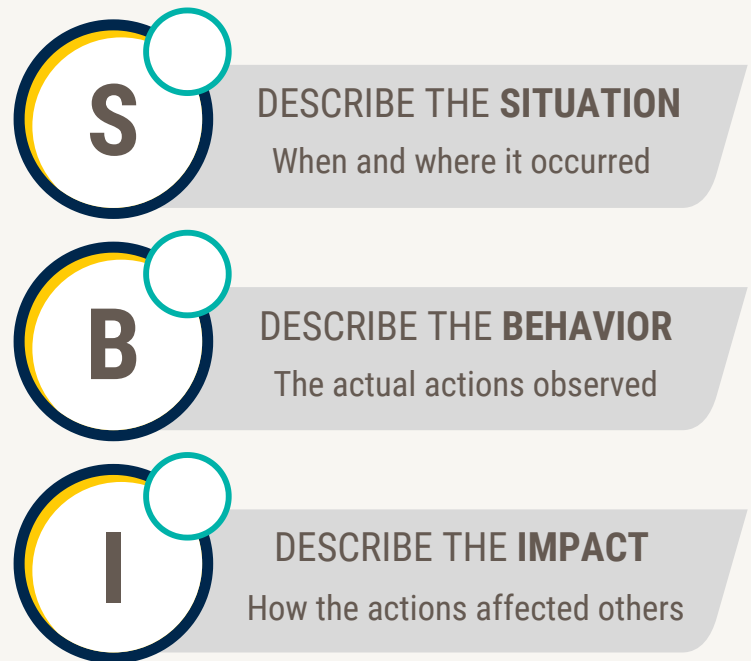 S
DESCRIBE THE SITUATION
When and where it occurred
B
DESCRIBE THE BEHAVIOR
The actual actions observed
I
DESCRIBE THE IMPACT
How the actions affected others